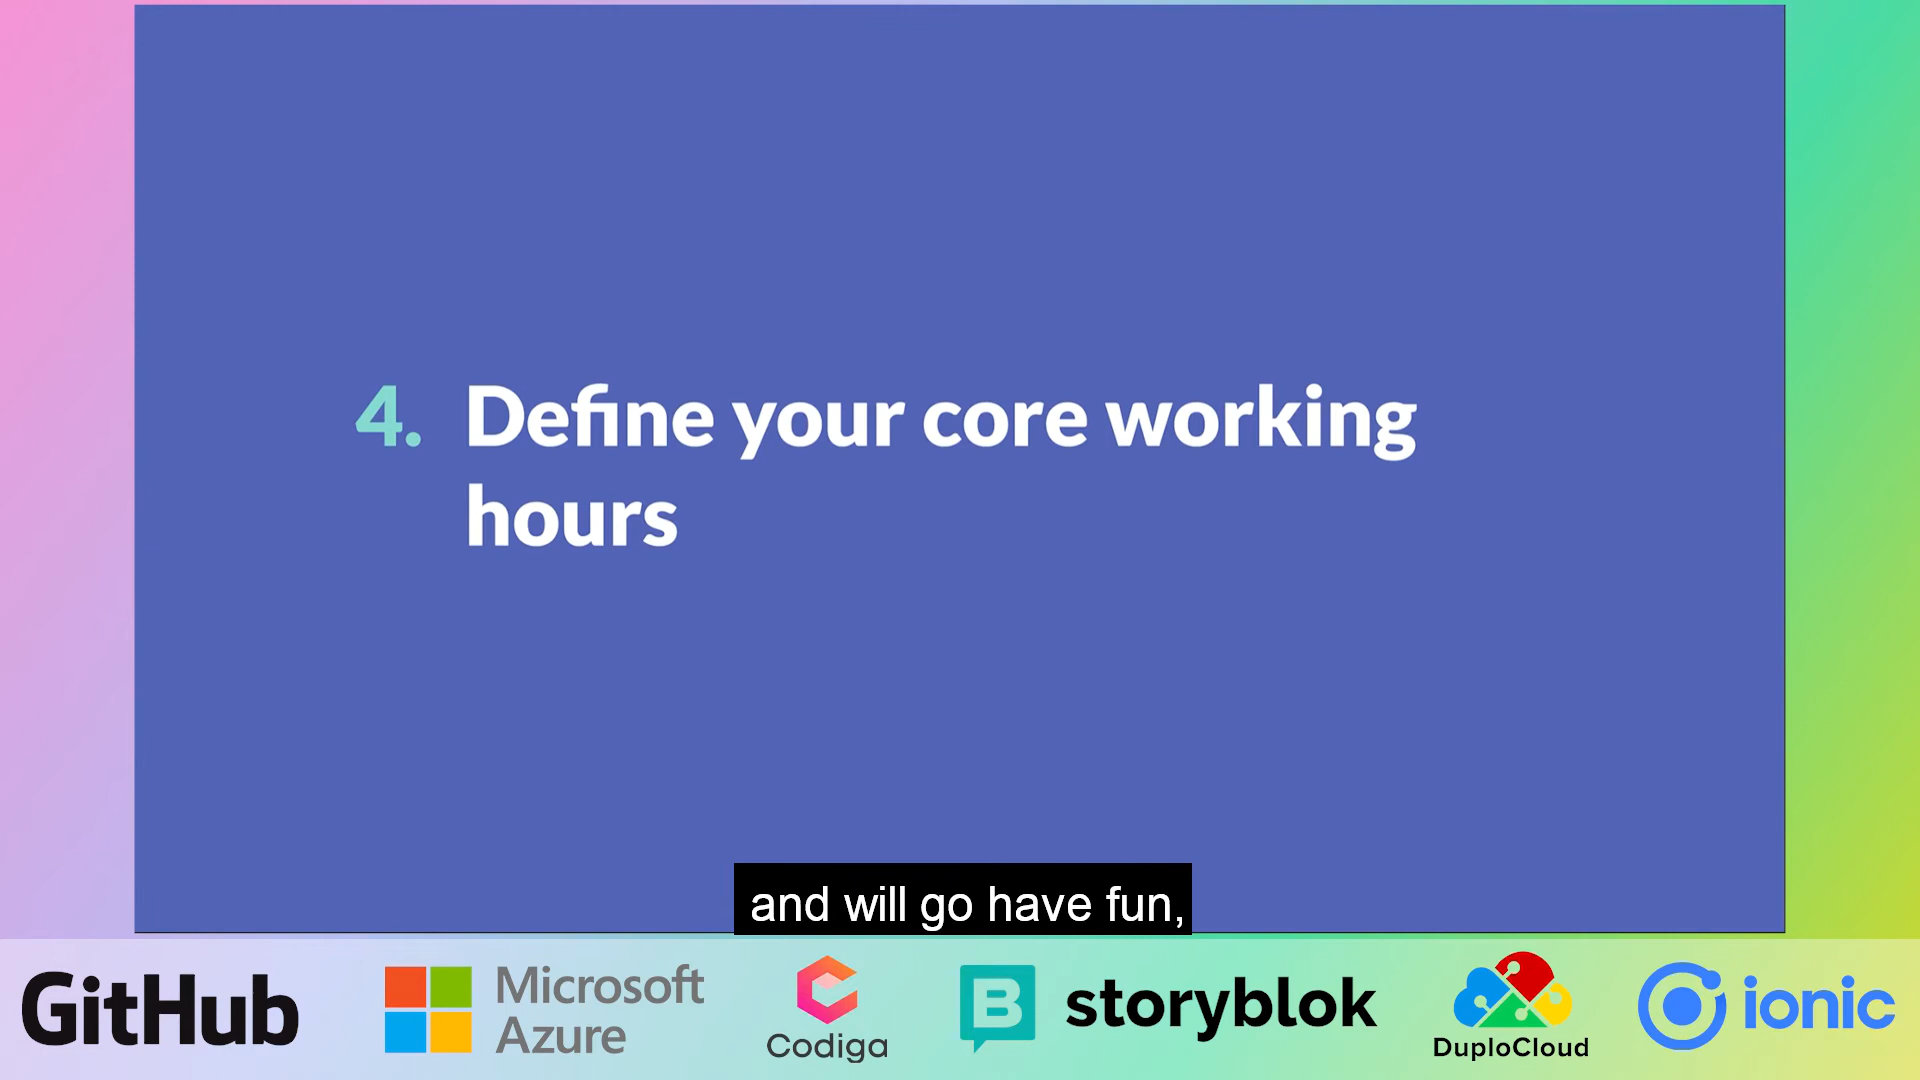 4. Define your core working
hours
and will go have fun,
GitHub
Microsoft
Azure
Codiga
B storyblok
DuploCloud
ionic